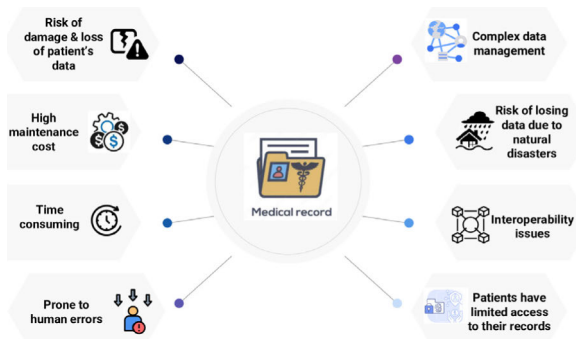 Risk of
damage & loss
of patient's
data
High
maintenance
cost
Time
consuming
Prone to
human errors
Medical record
Complex data
management
Risk of losing
data due to
natural
disasters
Interoperability
issues
Patients have
limited access
to their records